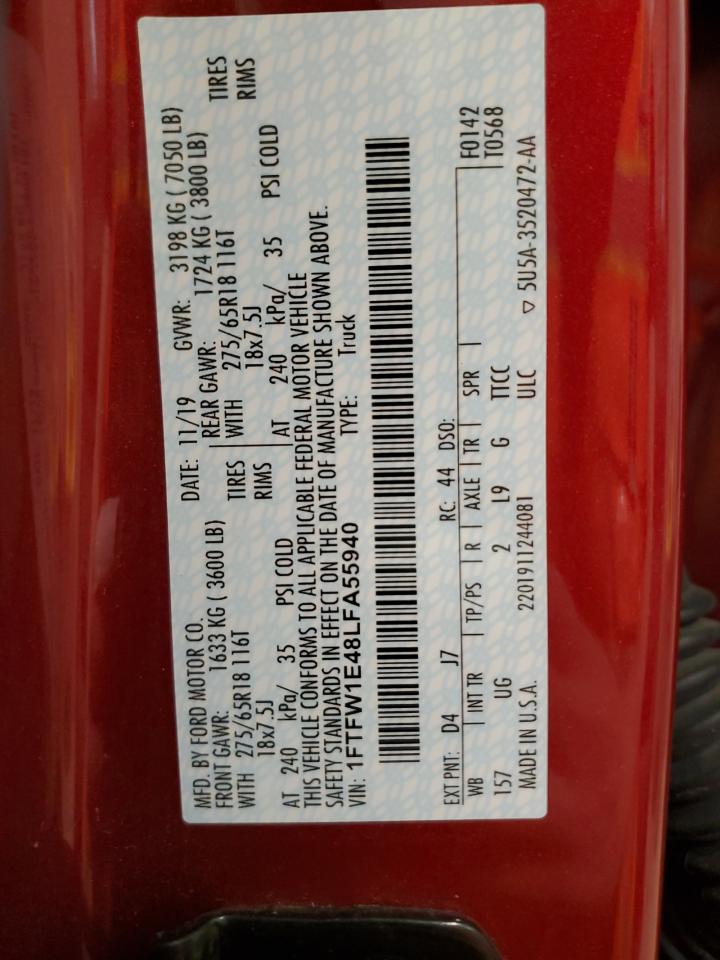 MFD. BY FORD MOTOR CO. DATE: 11/19 GVWR: 3198 KG ( 7050 LB)
FRONT GAWR: 1633 KG ( 3600 LB) REAR GAWR: 1724 KG ( 3800 LB)
WITH 275/65R18 116T TIRES WITH 275/65R18 116T TIRES
18x7.5J RIMS 18x7.5J RIMS
AT 240 kPa/ 35 PSI COLD AT 240 kPa/ 35 PSI COLD
THIS VEHICLE CONFORMS TO ALL APPLICABLE FEDERAL MOTOR VEHICLE
SAFETY STANDARDS IN EFFECT ON THE DATE OF MANUFACTURE SHOWN ABOVE.
VIN: 1FTFW1E48LFA55940 TYPE: Truck
EXT PNT: D4 J7 RC: 44 DSO: F0142
WB INT TR TP/PS R AXLE TR SPR T0568
157 UG 2 L9 G TTCC
MADE IN U.S.A. 2201911244081 ULC ▽ 5U5A-3520472-AA